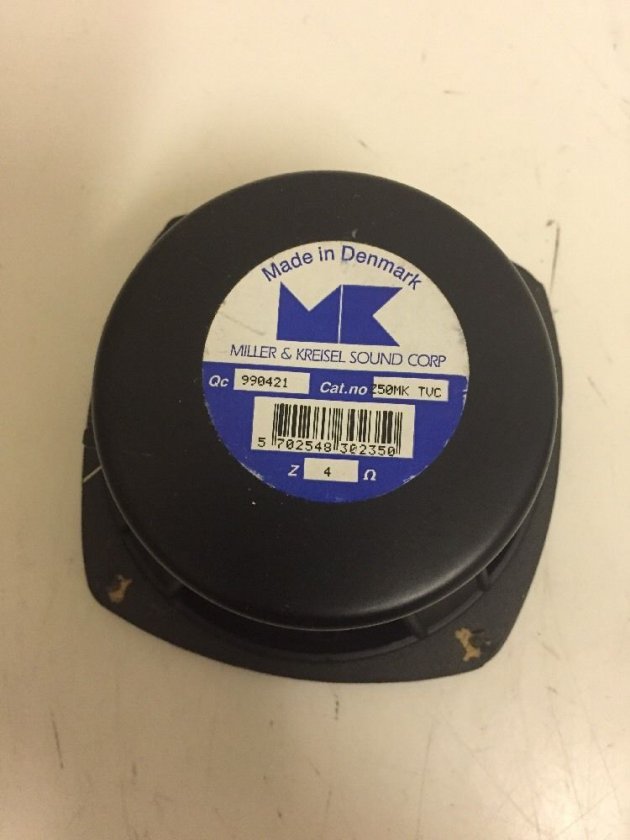 Made in Denmark
MK
MILLER & KREISEL SOUND CORP
Qc 990421 Cat.no 250MK TVC
5 702548 302350
Z 4 Ω